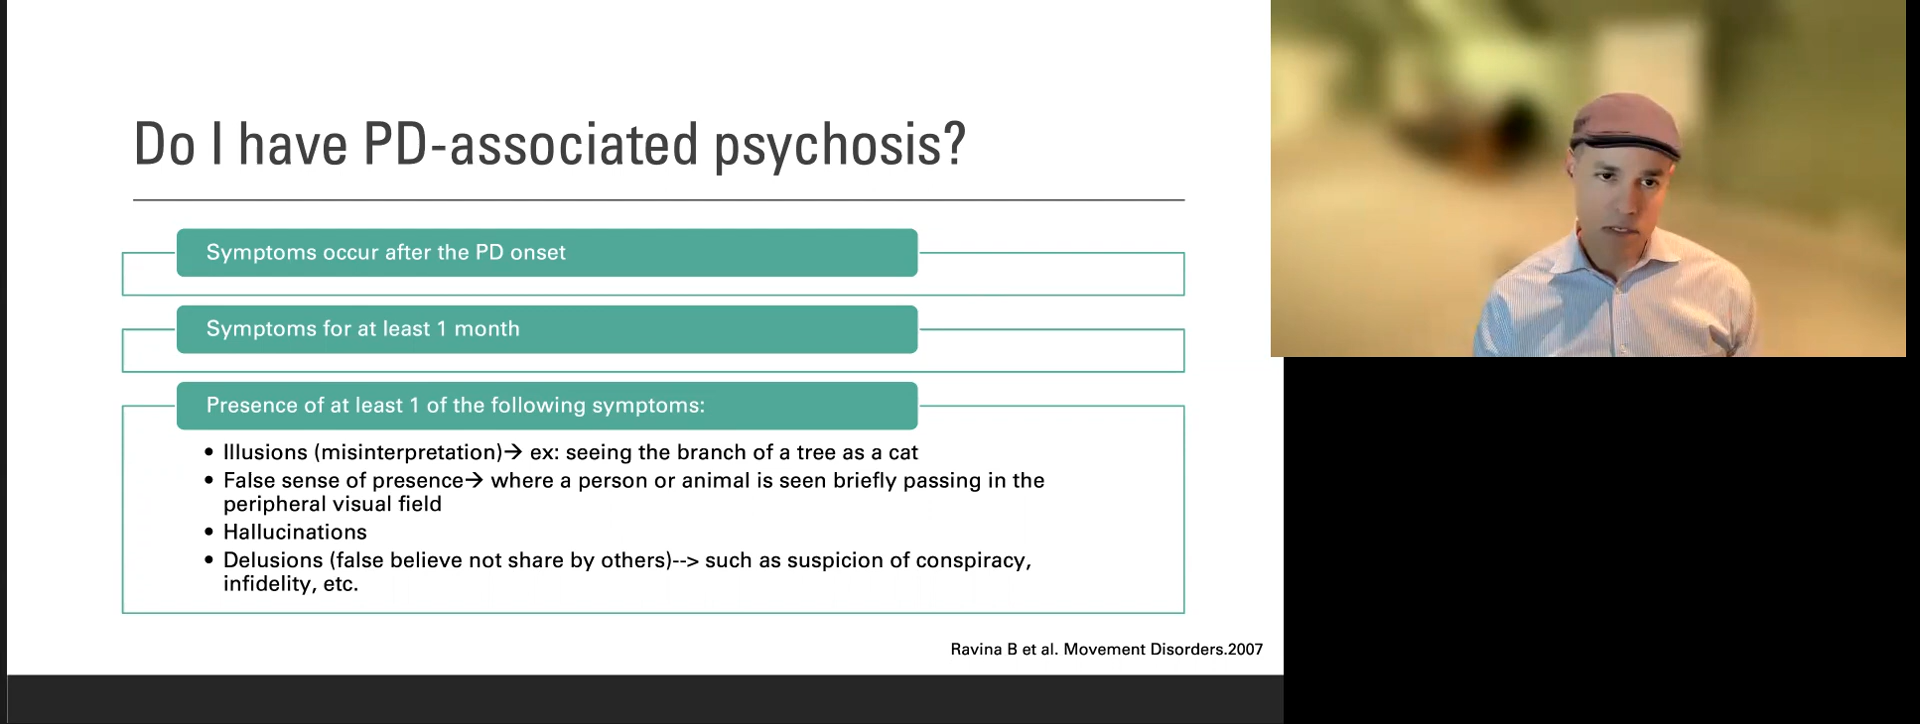 Do I have PD-associated psychosis?
Symptoms occur after the PD onset
Symptoms for at least 1 month
Presence of at least 1 of the following symptoms:
• Illusions (misinterpretation)→ ex: seeing the branch of a tree as a cat
• False sense of presence→ where a person or animal is seen briefly passing in the
peripheral visual field
• Hallucinations
• Delusions (false believe not share by others)--> such as suspicion of conspiracy,
infidelity, etc.
Ravina B et al. Movement Disorders.2007